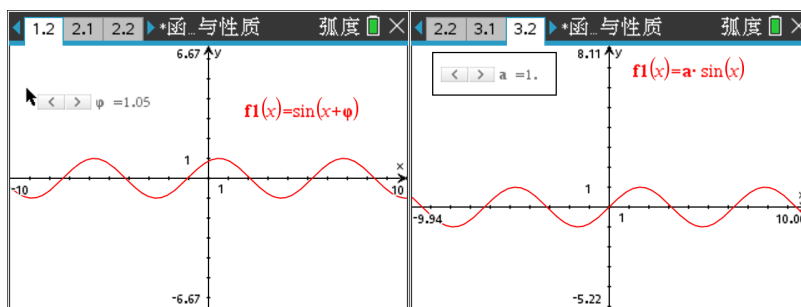 1.2 2.1 2.2 *函...与性质 弧度
6.67 y
φ =1.05
f1(x)=sin(x+φ)
1
x
-10 1 10
-6.67
2.2 3.1 3.2 *函...与性质 弧度
8.11 y
a =1.
f1(x)=a· sin(x)
1
-9.94 1
-5.22